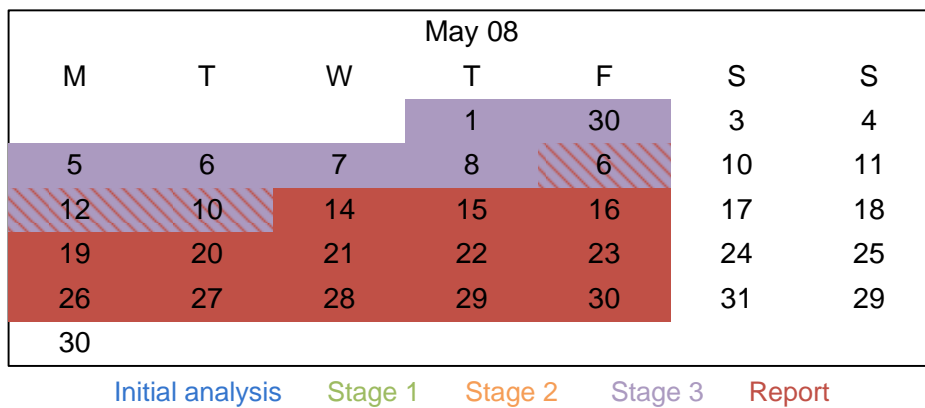 May 08
M T W T F S S
1 30 3 4
5 6 7 8 6 10 11
12 10 14 15 16 17 18
19 20 21 22 23 24 25
26 27 28 29 30 31 29
30
Initial analysis Stage 1 Stage 2 Stage 3 Report